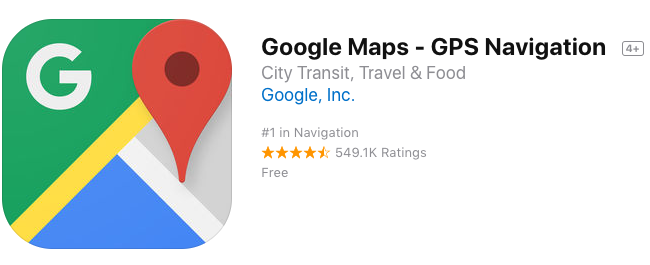 G
Google Maps - GPS Navigation 4+
City Transit, Travel & Food
Google, Inc.
#1 in Navigation
549.1K Ratings
Free